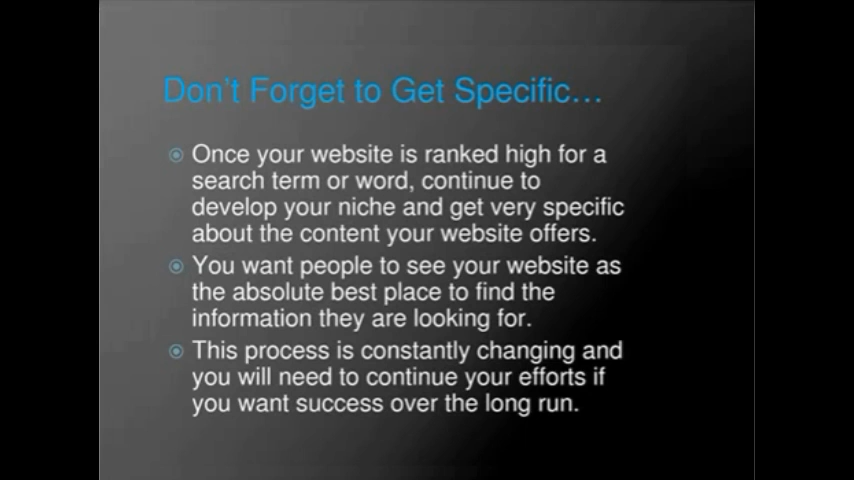 Don't Forget to Get Specific…
Once your website is ranked high for a
search term or word, continue to
develop your niche and get very specific
about the content your website offers.
You want people to see your website as
the absolute best place to find the
information they are looking for.
This process is constantly changing and
you will need to continue your efforts if
you want success over the long run.